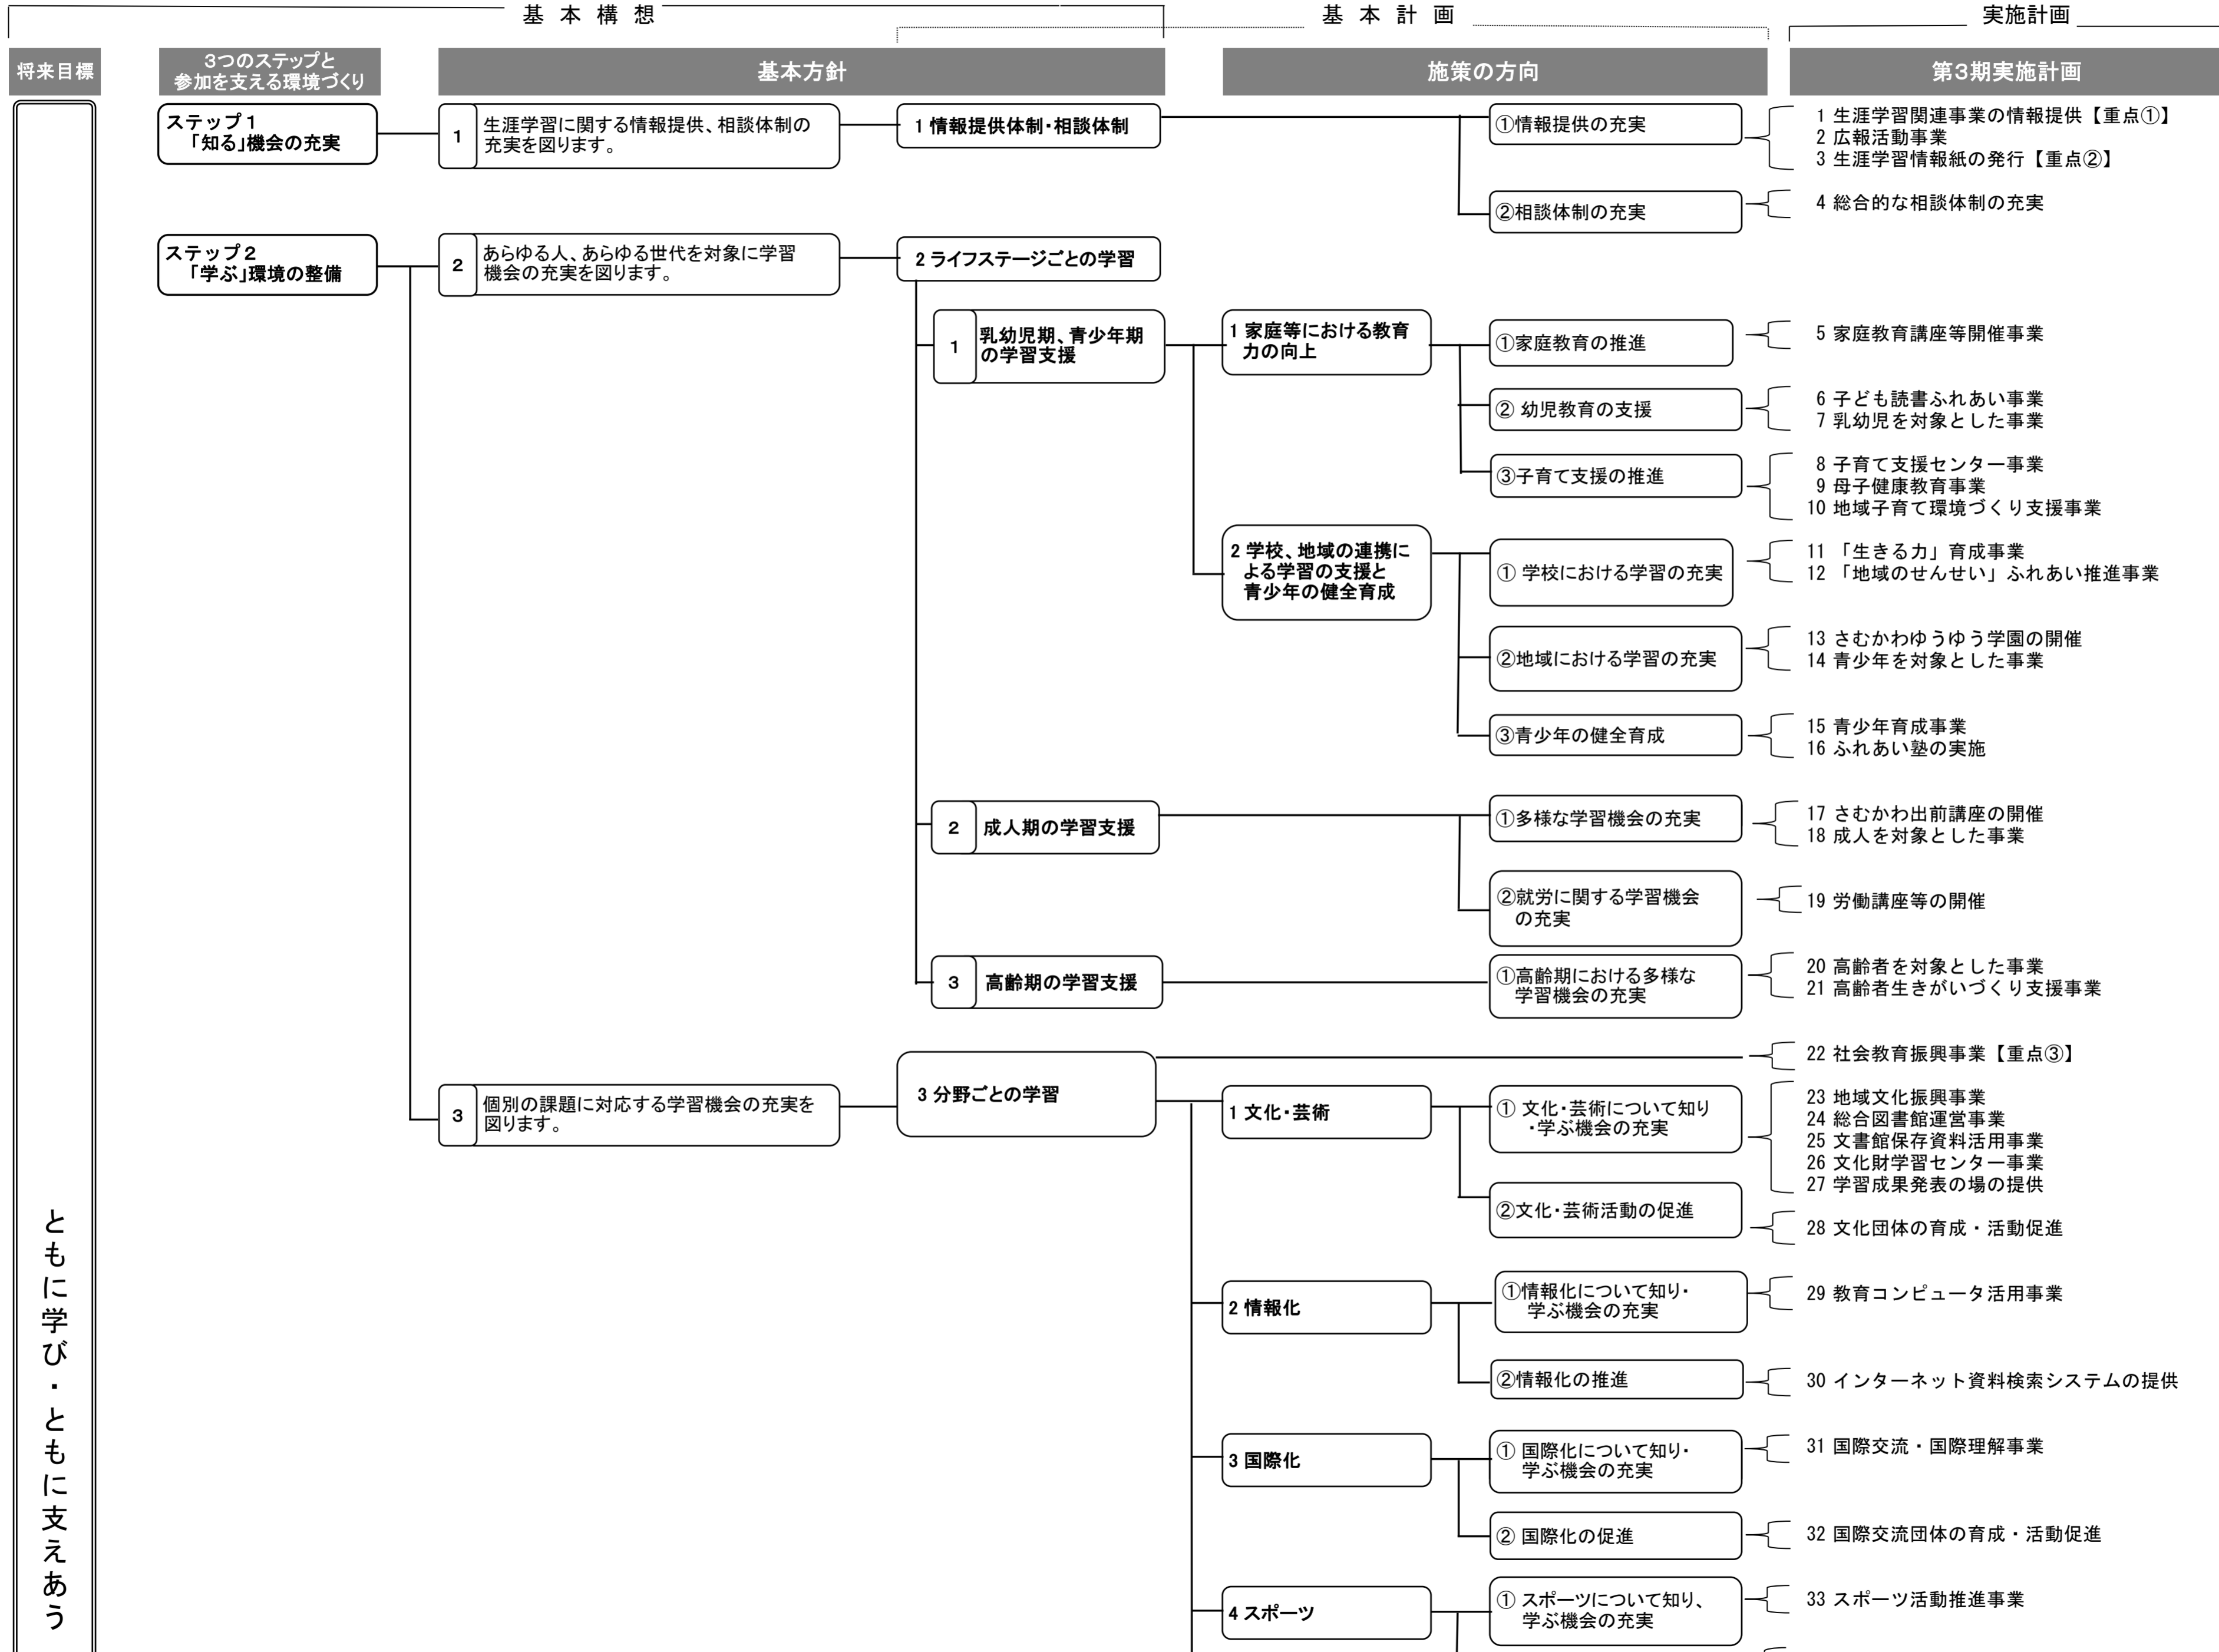 基本構想
基本計画
実施計画
将来目標
3つのステップと
参加を支える環境づくり
基本方針
施策の方向
第3期実施計画
ステップ1
「知る」機会の充実
1
生涯学習に関する情報提供、相談体制の
充実を図ります。
1 情報提供体制・相談体制
①情報提供の充実
1 生涯学習関連事業の情報提供【重点①】
2 広報活動事業
3 生涯学習情報紙の発行【重点②】
②相談体制の充実
4 総合的な相談体制の充実
ステップ2
「学ぶ」環境の整備
2
あらゆる人、あらゆる世代を対象に学習
機会の充実を図ります。
2 ライフステージごとの学習
1
乳幼児期、青少年期
の学習支援
1 家庭等における教育
力の向上
①家庭教育の推進
5 家庭教育講座等開催事業
② 幼児教育の支援
6 子ども読書ふれあい事業
7 乳幼児を対象とした事業
③子育て支援の推進
8 子育て支援センター事業
9 母子健康教育事業
10 地域子育て環境づくり支援事業
2 学校、地域の連携に
よる学習の支援と
青少年の健全育成
① 学校における学習の充実
11 「生きる力」育成事業
12 「地域のせんせい」ふれあい推進事業
②地域における学習の充実
13 さむかわゆうゆう学園の開催
14 青少年を対象とした事業
③青少年の健全育成
15 青少年育成事業
16 ふれあい塾の実施
2
成人期の学習支援
①多様な学習機会の充実
17 さむかわ出前講座の開催
18 成人を対象とした事業
②就労に関する学習機会
の充実
19 労働講座等の開催
3
高齢期の学習支援
①高齢期における多様な
学習機会の充実
20 高齢者を対象とした事業
21 高齢者生きがいづくり支援事業
3
個別の課題に対応する学習機会の充実を
図ります。
3 分野ごとの学習
22 社会教育振興事業【重点③】
1 文化・芸術
① 文化・芸術について知り
・学ぶ機会の充実
23 地域文化振興事業
24 総合図書館運営事業
25 文書館保存資料活用事業
26 文化財学習センター事業
27 学習成果発表の場の提供
②文化・芸術活動の促進
28 文化団体の育成・活動促進
2 情報化
①情報化について知り・
学ぶ機会の充実
29 教育コンピュータ活用事業
②情報化の推進
30 インターネット資料検索システムの提供
3 国際化
① 国際化について知り・
学ぶ機会の充実
31 国際交流・国際理解事業
② 国際化の促進
32 国際交流団体の育成・活動促進
4 スポーツ
① スポーツについて知り、
学ぶ機会の充実
33 スポーツ活動推進事業
ともに学び・ともに支えあう